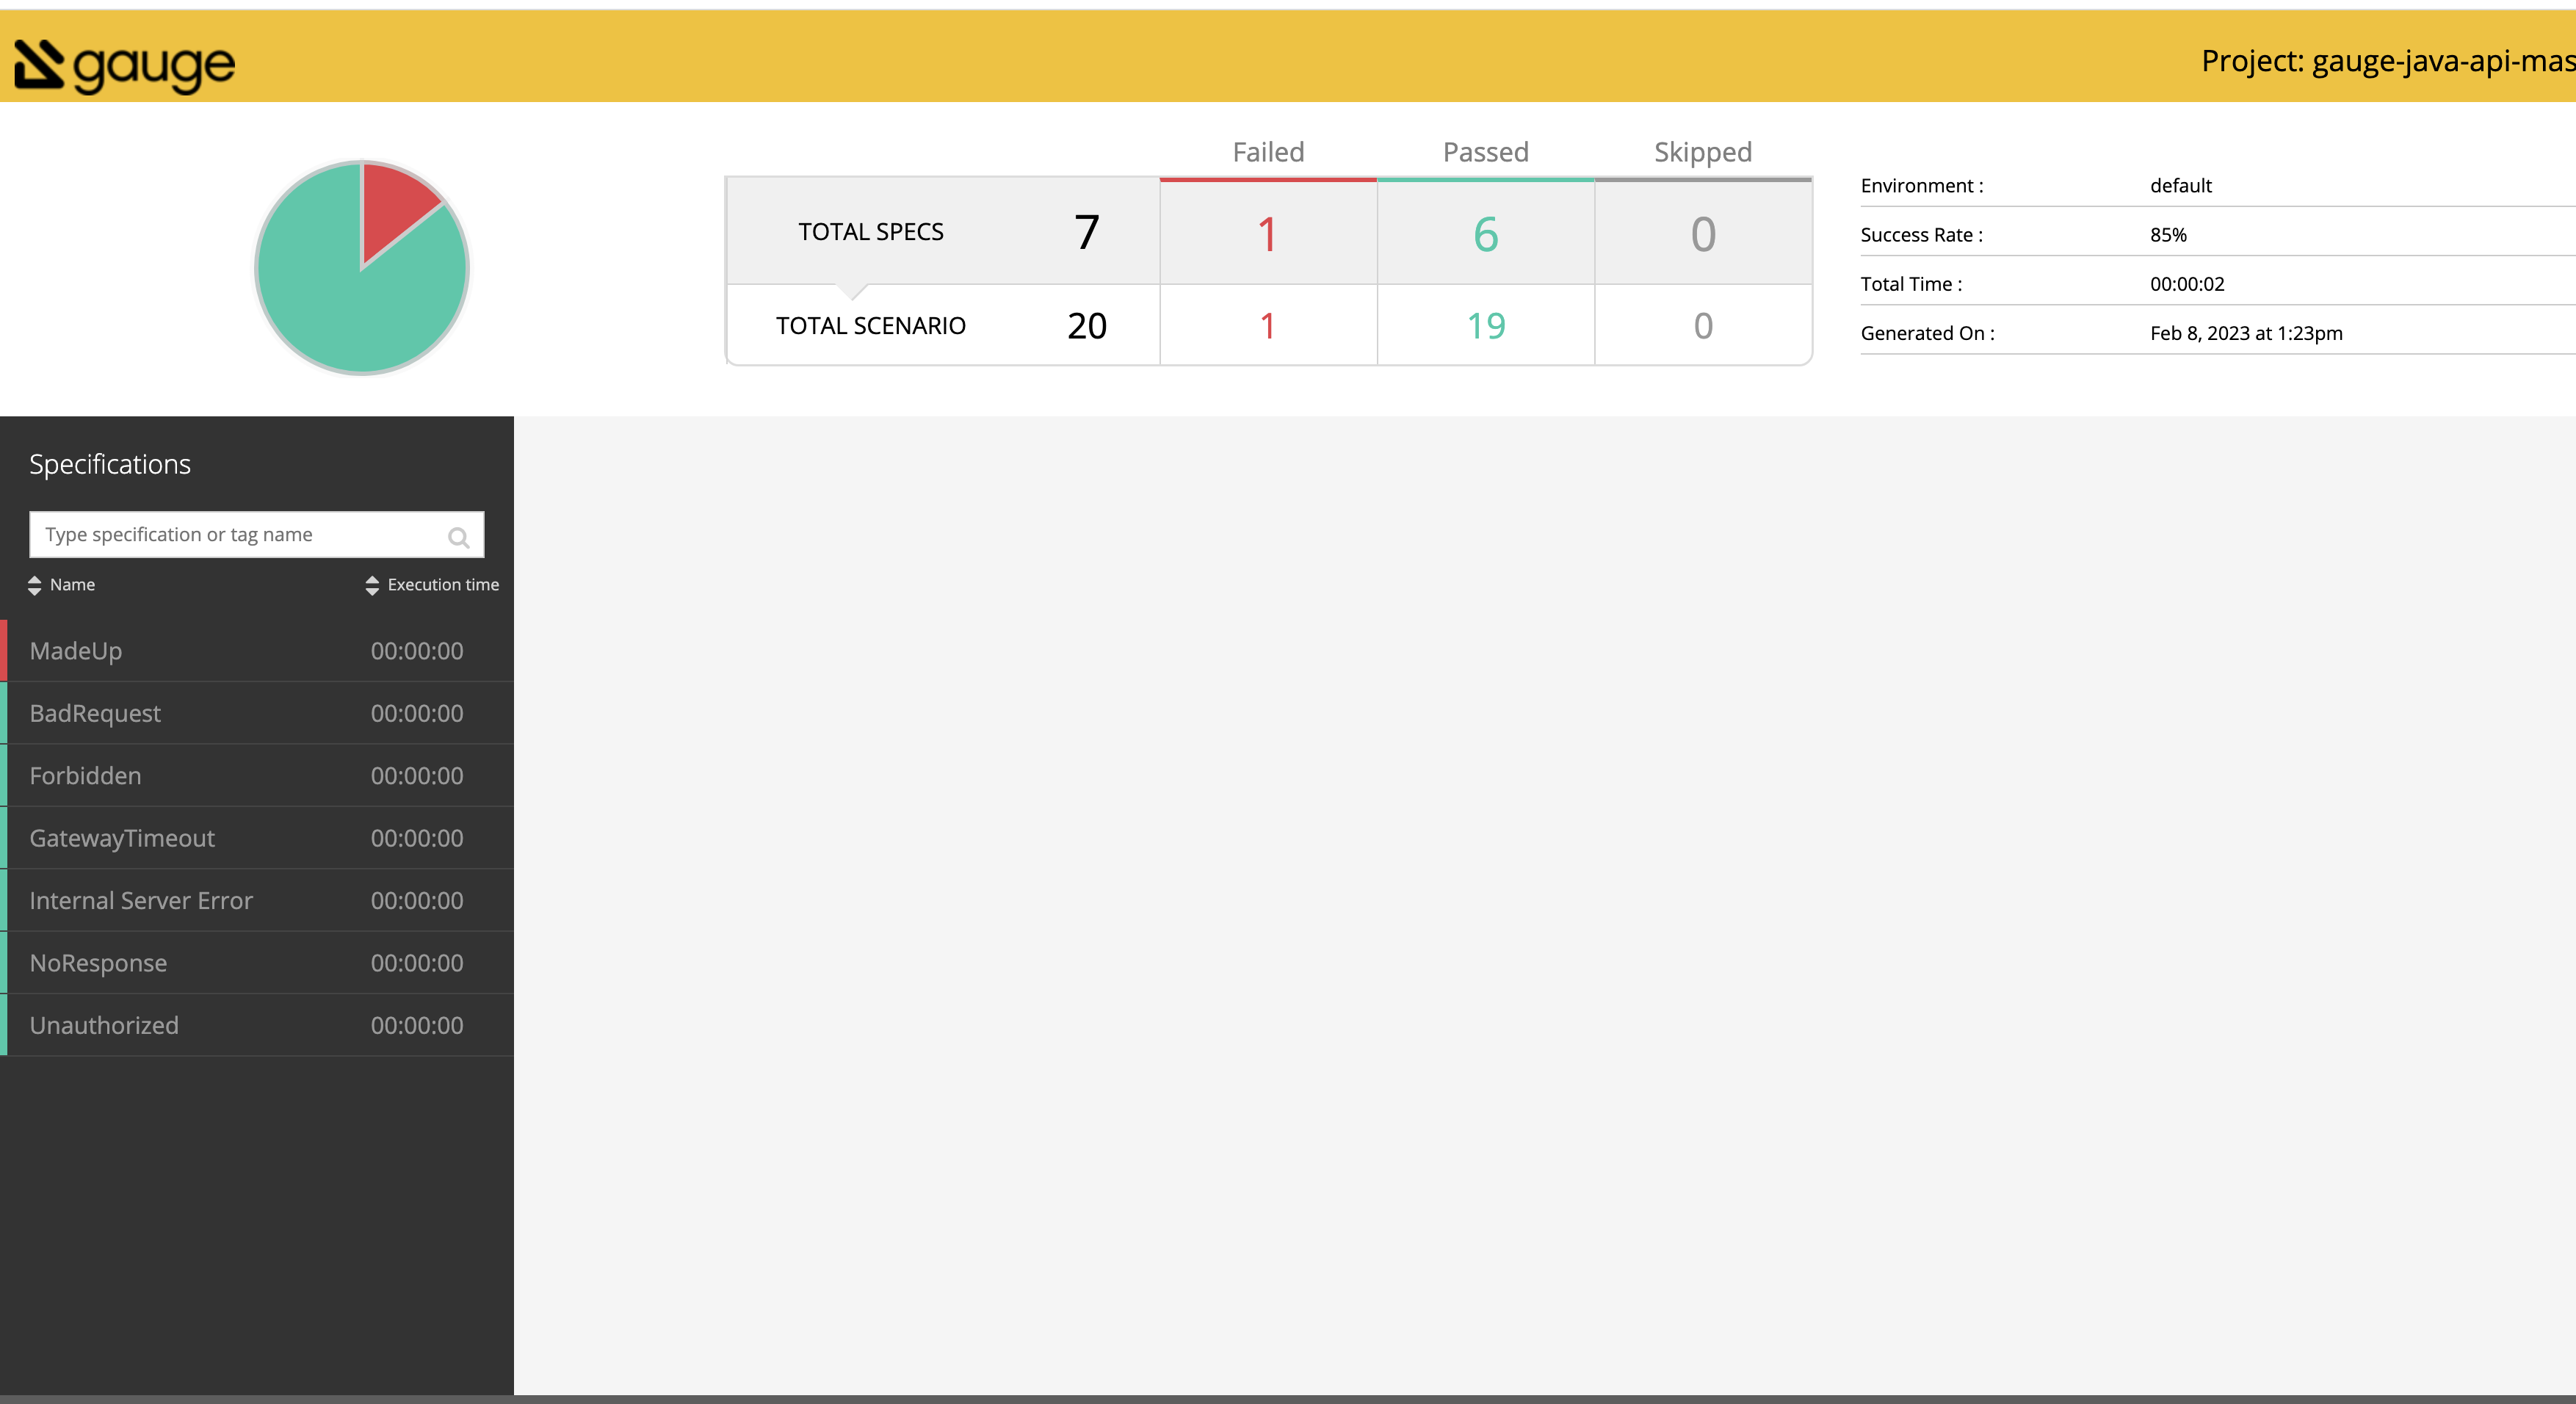 gauge
Project: gauge-java-api-mas
Failed Passed Skipped
TOTAL SPECS 7 1 6 0
TOTAL SCENARIO 20 1 19 0
Environment : default
Success Rate : 85%
Total Time : 00:00:02
Generated On : Feb 8, 2023 at 1:23pm
Specifications
Type specification or tag name
Name Execution time
MadeUp 00:00:00
BadRequest 00:00:00
Forbidden 00:00:00
GatewayTimeout 00:00:00
Internal Server Error 00:00:00
NoResponse 00:00:00
Unauthorized 00:00:00